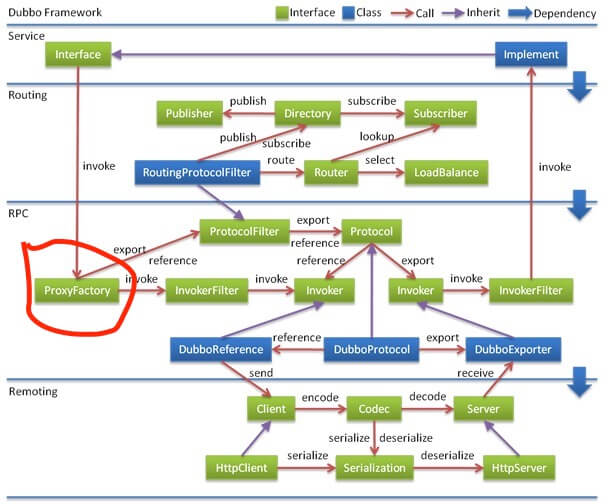 Dubbo Framework
Interface Class Call Inherit Dependency
Service
Interface Implement
Routing
publish subscribe
Publisher Directory Subscriber
publish subscribe lookup
route select
invoke invoke
RoutingProtocolFilter Router LoadBalance
RPC
export
ProtocolFilter Protocol
reference
export reference export
reference
invoke invoke invoke
ProxyFactory InvokerFilter Invoker Invoker InvokerFilter
reference export
DubboReference DubboProtocol DubboExporter
send receive
Remoting
encode decode
Client Codec Server
serialize deserialize
serialize deserialize
HttpClient Serialization HttpServer